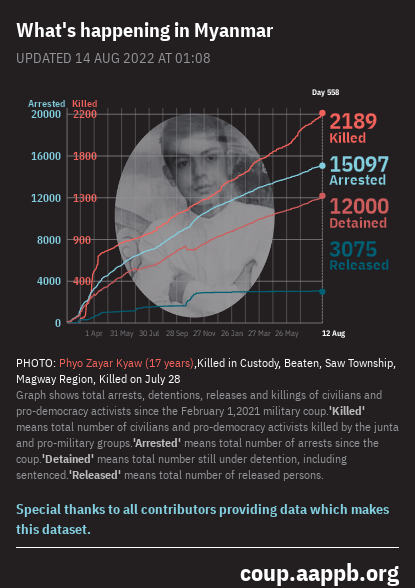 What's happening in Myanmar
UPDATED 14 AUG 2022 AT 01:08
Day 558
Arrested Killed
20000 2200
2189
Killed
16000 1800
15097
Arrested
12000 1300
12000
Detained
8000 900
3075
Released
4000 400
0
1 Apr 31 May 30 Jul 28 Sep 27 Nov 26 Jan 27 Mar 26 May 12 Aug
PHOTO: Phyo Zayar Kyaw (17 years),Killed in Custody, Beaten, Saw Township,
Magway Region, Killed on July 28
Graph shows total arrests, detentions, releases and killings of civilians and
pro-democracy activists since the February 1,2021 military coup.'Killed'
means total number of civilians and pro-democracy activists killed by the junta
and pro-military groups.'Arrested' means total number of arrests since the
coup.'Detained' means total number still under detention, including
sentenced.'Released' means total number of released persons.
Special thanks to all contributors providing data which makes
this dataset.
coup.aappb.org